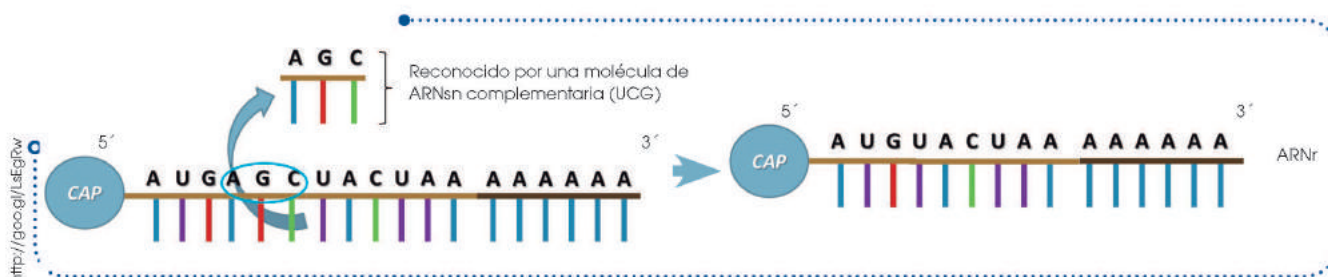 A G C
Reconocido por una molécula de
ARNsn complementaria (UCG)
5´
3´
CAP
A U G A G C U A C U A A A A A A A A
5´
3´
CAP
A U G U A C U A A A A A A A A
ARNr
http://goo.gl/LsEgRw